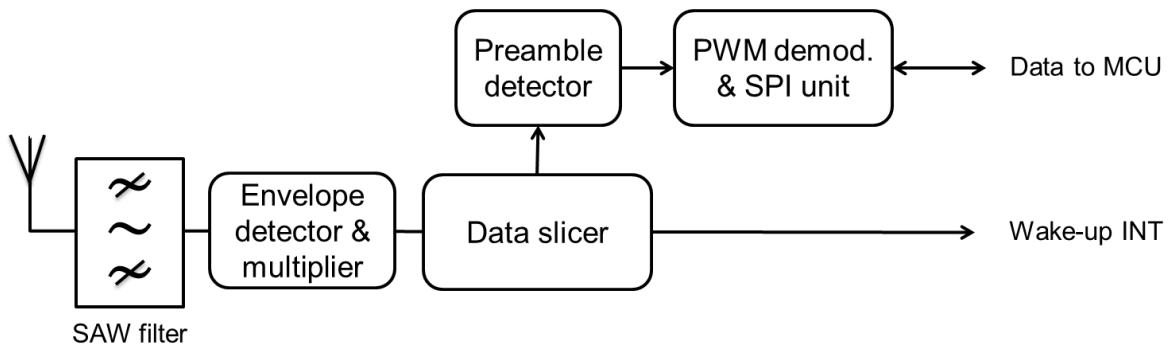 Preamble
detector
PWM demod.
& SPI unit
Data to MCU
Envelope
detector &
multiplier
Data slicer
Wake-up INT
SAW filter